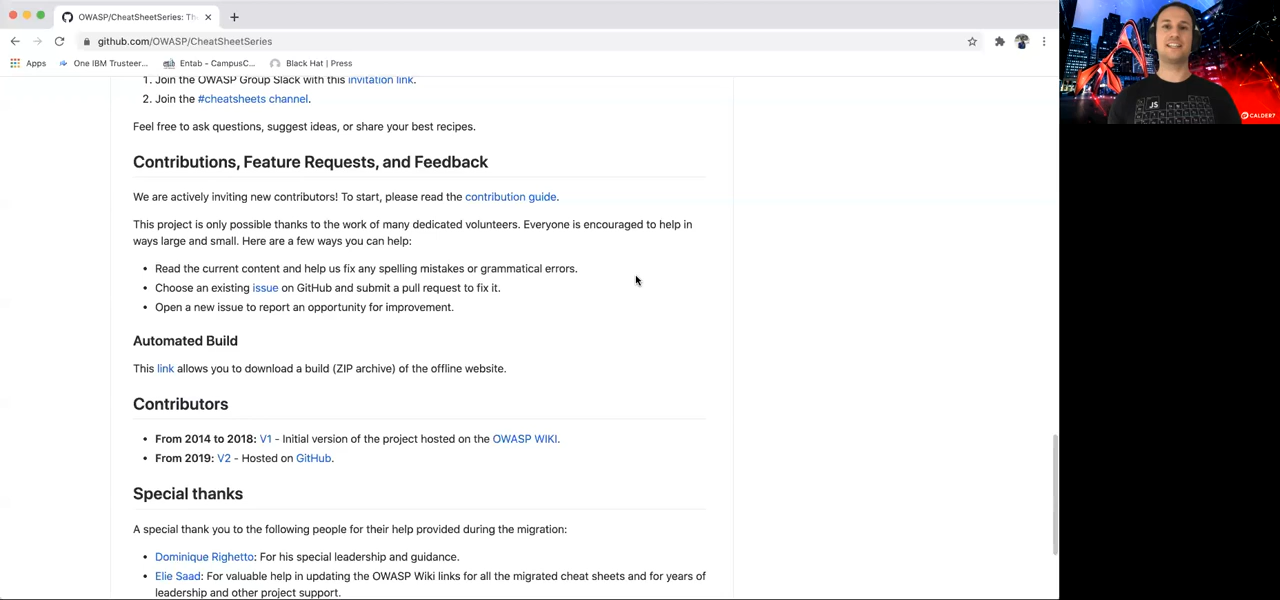 OWASP/CheatSheetSeries: Th
github.com/OWASP/CheatSheetSeries
Apps One IBM Trusteer... Entab - CampusC... Black Hat | Press
1. Join the OWASP Group Slack with this invitation link.
2. Join the #cheatsheets channel.
Feel free to ask questions, suggest ideas, or share your best recipes.
Contributions, Feature Requests, and Feedback
We are actively inviting new contributors! To start, please read the contribution guide.
This project is only possible thanks to the work of many dedicated volunteers. Everyone is encouraged to help in
ways large and small. Here are a few ways you can help:
• Read the current content and help us fix any spelling mistakes or grammatical errors.
• Choose an existing issue on GitHub and submit a pull request to fix it.
• Open a new issue to report an opportunity for improvement.
Automated Build
This link allows you to download a build (ZIP archive) of the offline website.
Contributors
• From 2014 to 2018: V1 - Initial version of the project hosted on the OWASP WIKI.
• From 2019: V2 - Hosted on GitHub.
Special thanks
A special thank you to the following people for their help provided during the migration:
• Dominique Righetto: For his special leadership and guidance.
• Elie Saad: For valuable help in updating the OWASP Wiki links for all the migrated cheat sheets and for years of
leadership and other project support.
JS
CALDER7